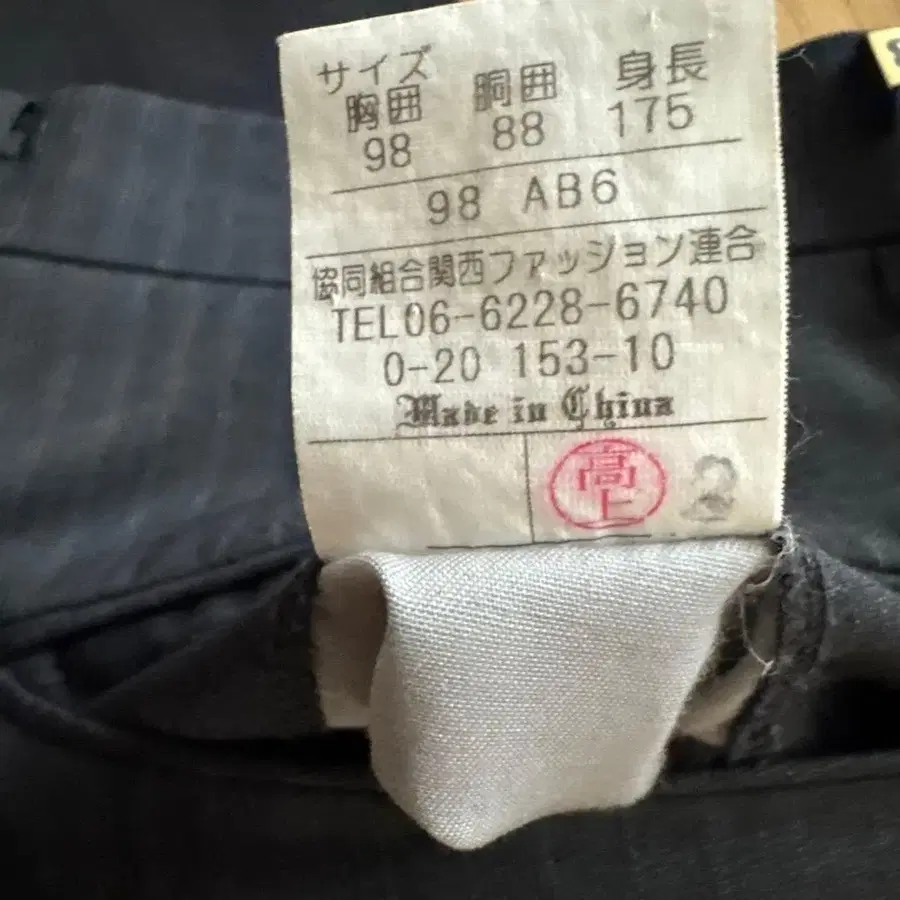 サイズ
胸囲 胴囲 身長
98 88 175
98 AB6
協同組合関西ファッション連合
TEL06-6228-6740
0-20 153-10
Made in China
高上 2